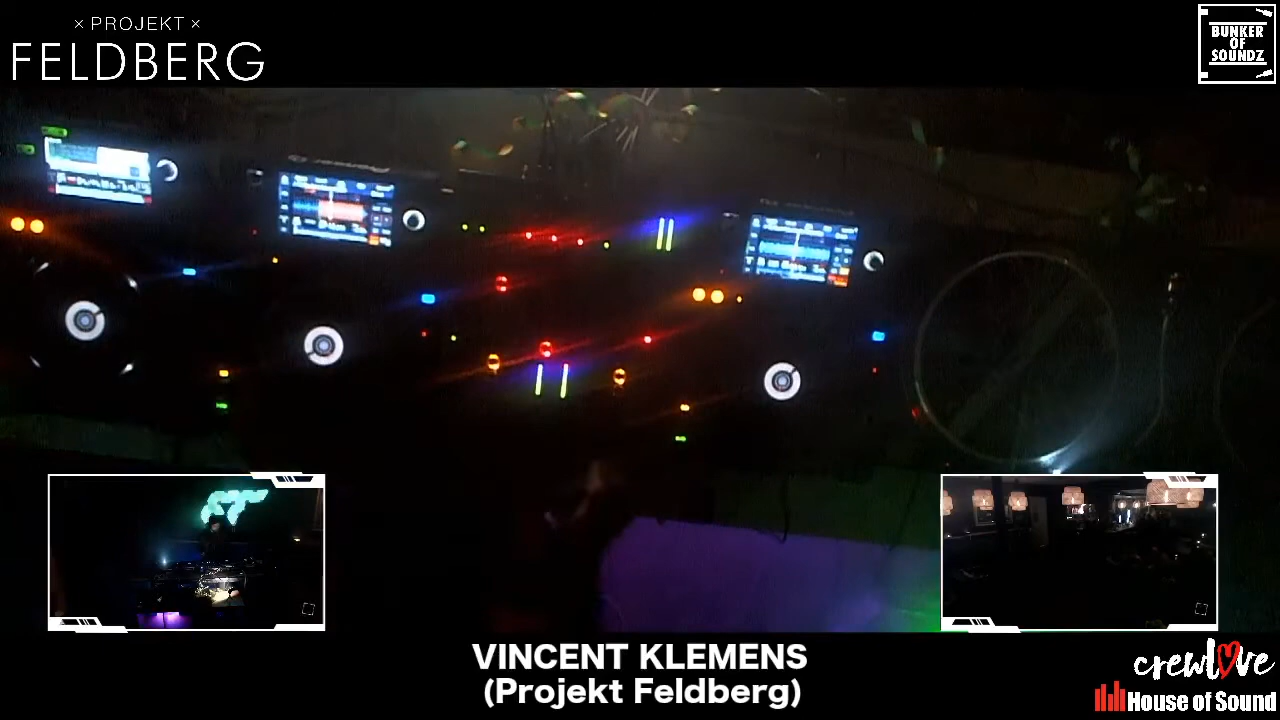 × PROJEKT ×
FELDBERG
BUNKER
OF
SOUNDZ
VINCENT KLEMENS
(Projekt Feldberg)
crewlove
House of Sound